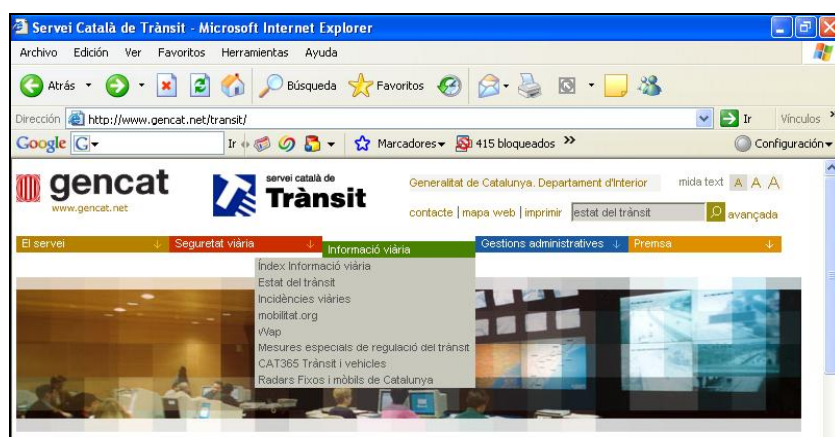 Servei Català de Trànsit - Microsoft Internet Explorer
Archivo Edición Ver Favoritos Herramientas Ayuda
Atrás Búsqueda Favoritos
Dirección http://www.gencat.net/transit/ Ir Vínculos
Google G Ir Marcadores 415 bloqueados Configuración
gencat
www.gencat.net
servei català de
Trànsit
Generalitat de Catalunya. Departament d'Interior mida text A A A
contacte | mapa web | imprimir estat del trànsit avançada
El servei Seguretat viària Informació viària Gestions administratives Premsa
Índex Informació viària
Estat del trànsit
Incidències viàries
mobilitat.org
Wap
Mesures especials de regulació del trànsit
CAT365 Trànsit i vehicles
Radars Fixos i mòbils de Catalunya